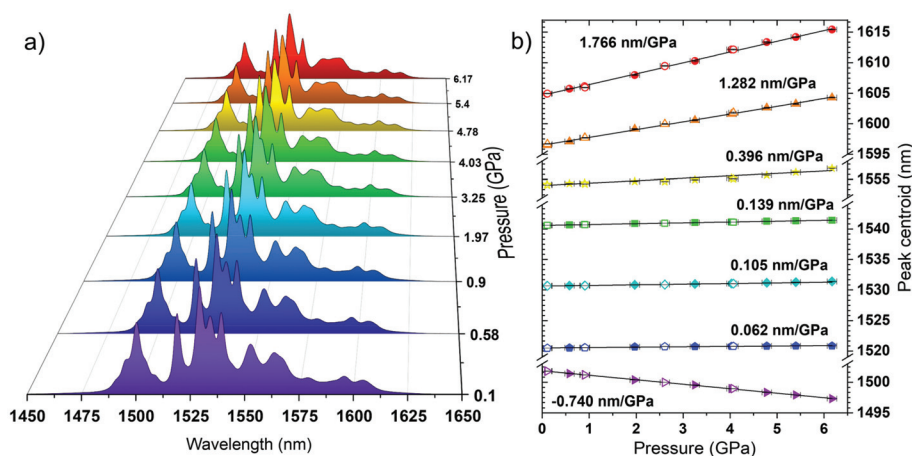 a)
6.17
5.4
4.78
4.03
3.25
1.97
0.9
0.58
0.1
Pressure (GPa)
1450 1475 1500 1525 1550 1575 1600 1625 1650
Wavelength (nm)
b)
1.766 nm/GPa
1.282 nm/GPa
0.396 nm/GPa
0.139 nm/GPa
0.105 nm/GPa
0.062 nm/GPa
-0.740 nm/GPa
1615
1610
1605
1600
1595
1555
1540
1530
1525
1520
1500
1495
Peak centroid (nm)
0 1 2 3 4 5 6
Pressure (GPa)